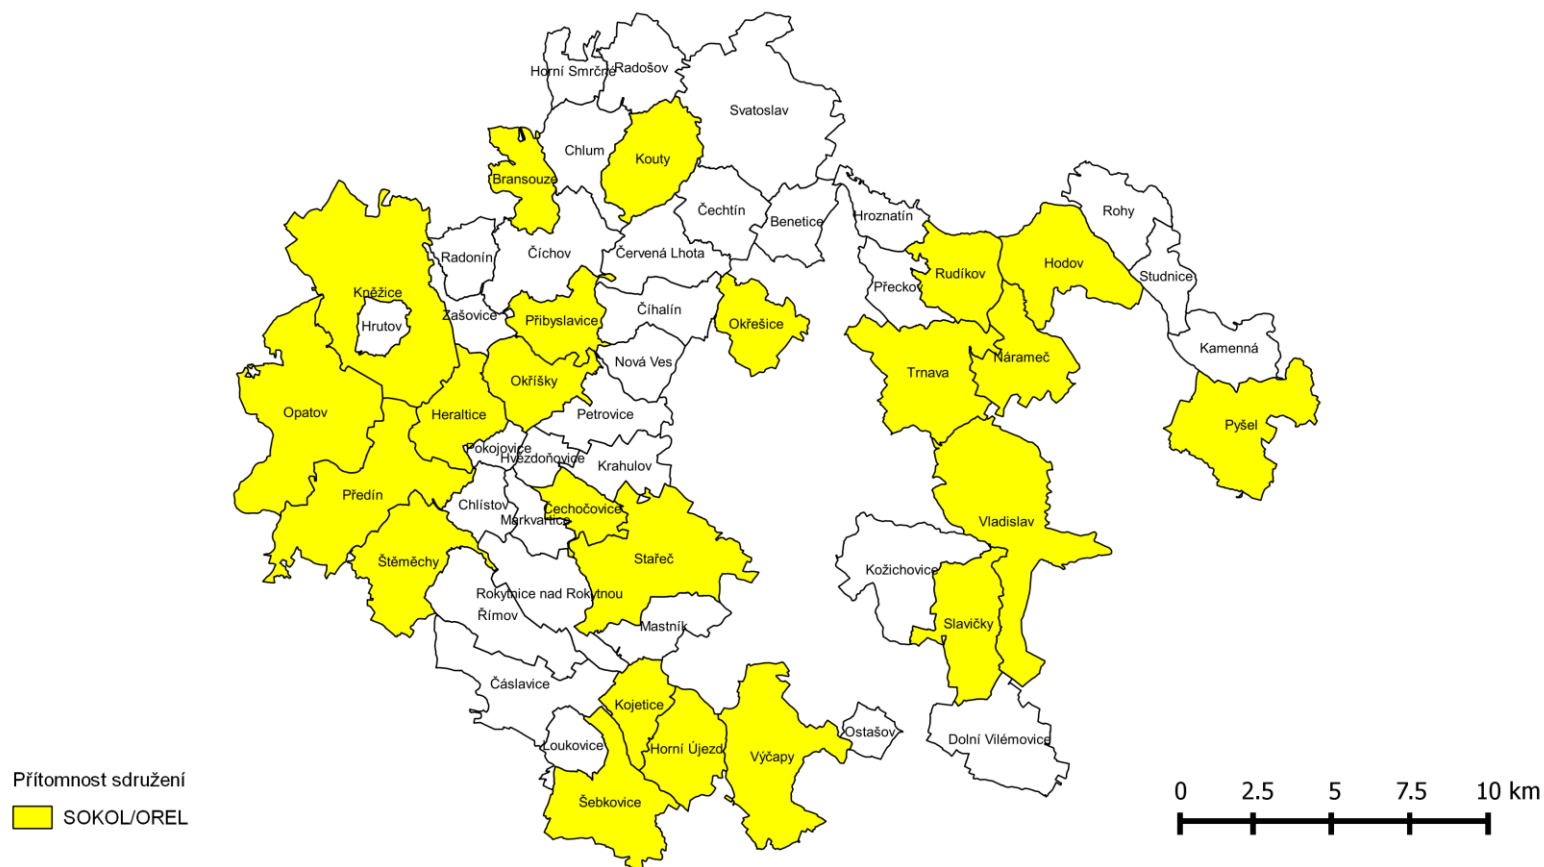 Horní Smrčné
Radošov
Svatoslav
Chlum
Kouty
Bransouze
Čechtín
Benetice
Hroznatín
Rohy
Radonín
Číchov
Červená Lhota
Přeckov
Rudíkov
Hodov
Studnice
Kněžice
Hrutov
Zašovice
Přibyslavice
Číhalín
Okřešice
Kamenná
Nová Ves
Nárameč
Trnava
Okříšky
Opatov
Heraltice
Petrovice
Pyšel
Pokojovice
Hvězdoňovice
Krahulov
Předín
Chlístov
Markvartice
Čechočovice
Vladislav
Štěměchy
Stařeč
Kožichovice
Rokytnice nad Rokytnou
Římov
Mastník
Slavičky
Čáslavice
Kojetice
Loukovice
Horní Újezd
Výčapy
Ostašov
Dolní Vilémovice
Šebkovice
Přítomnost sdružení
SOKOL/OREL
0 2.5 5 7.5 10 km